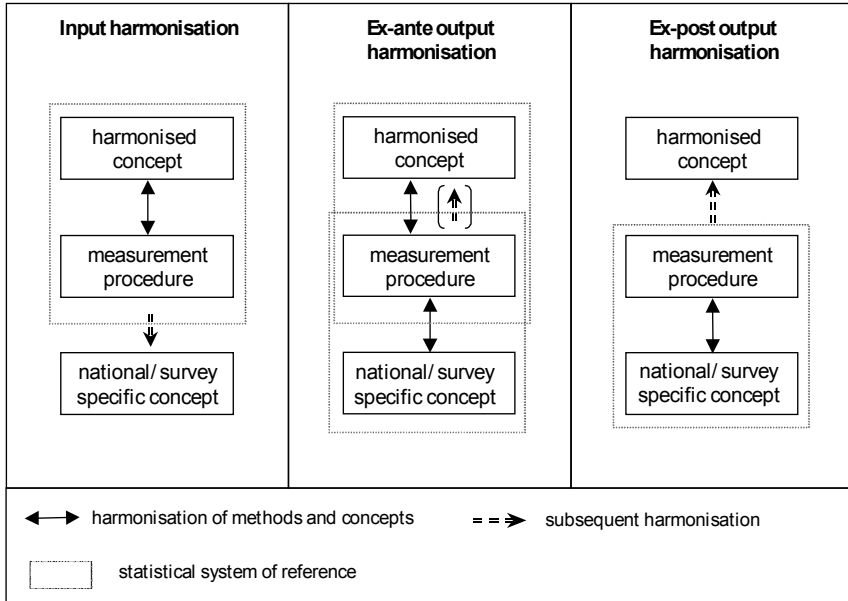 Input harmonisation
harmonised
concept
measurement
procedure
national/ survey
specific concept
Ex-ante output
harmonisation
harmonised
concept
measurement
procedure
national/ survey
specific concept
Ex-post output
harmonisation
harmonised
concept
measurement
procedure
national/ survey
specific concept
harmonisation of methods and concepts
subsequent harmonisation
statistical system of reference